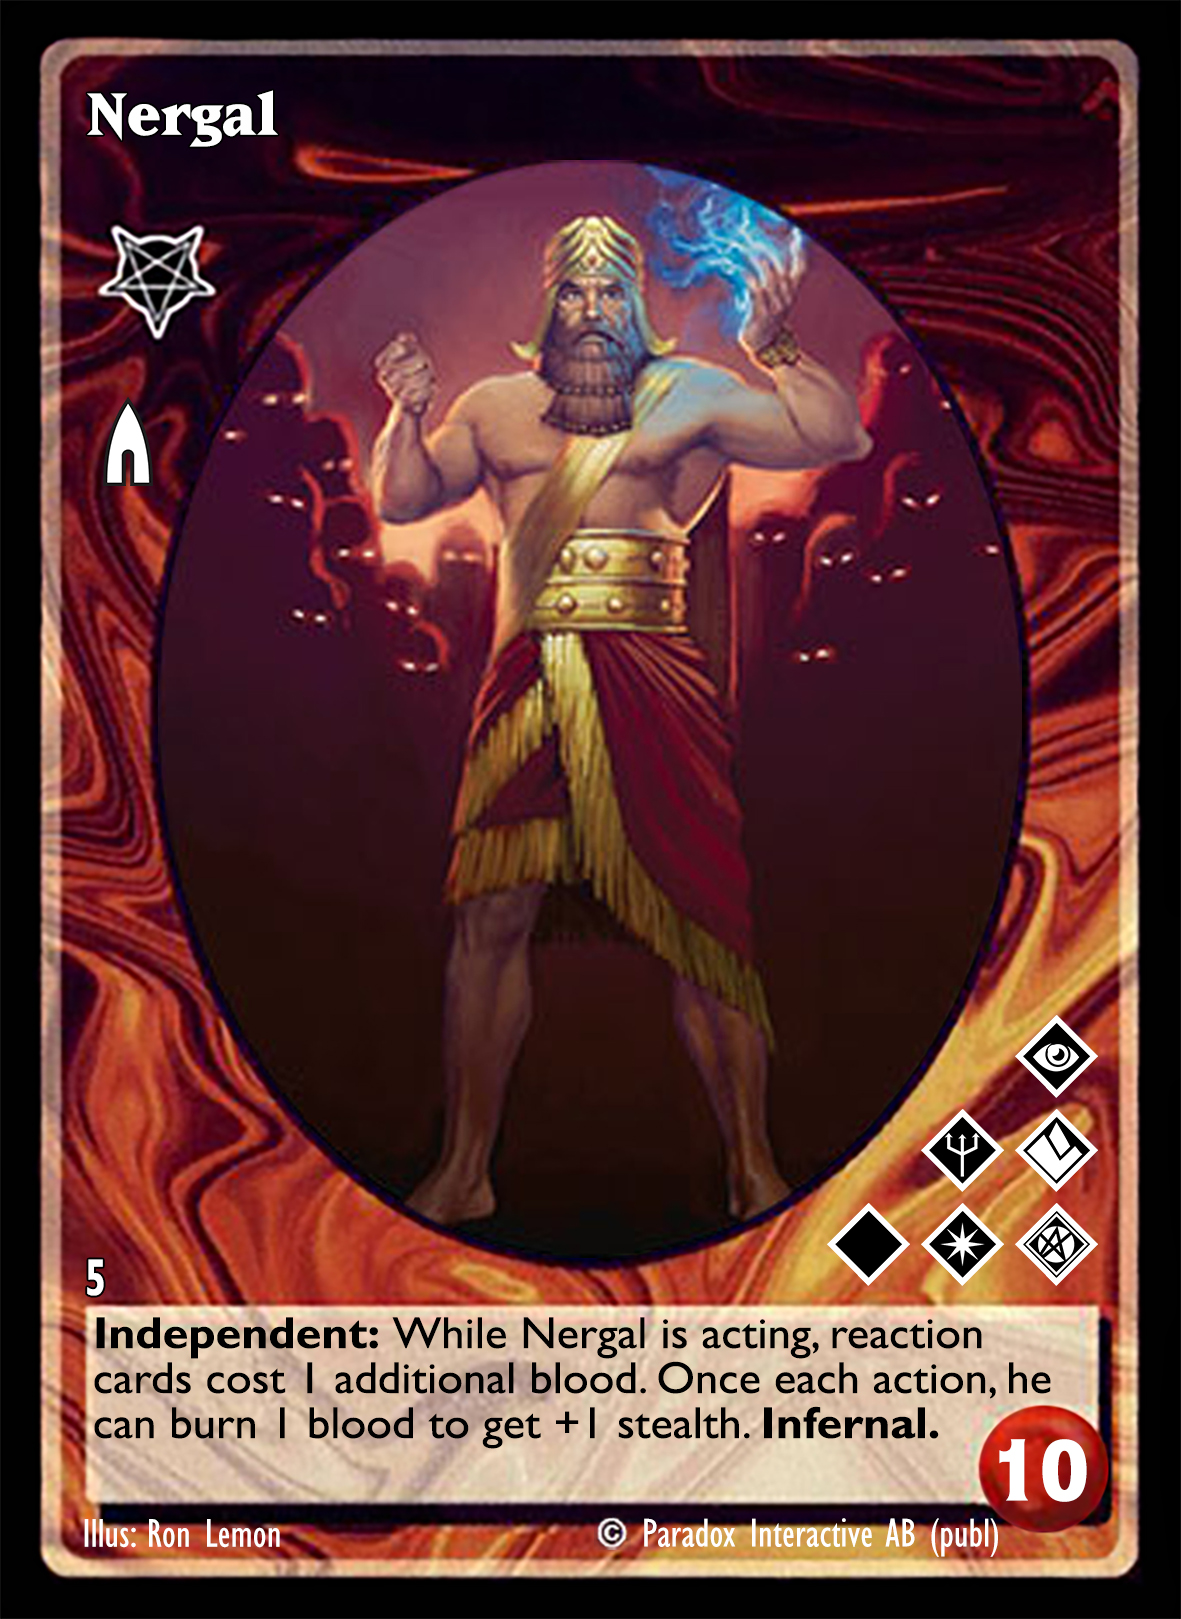 Nergal
5
Independent: While Nergal is acting, reaction
cards cost 1 additional blood. Once each action, he
can burn 1 blood to get +1 stealth. Infernal.
10
Illus: Ron Lemon © Paradox Interactive AB (publ)